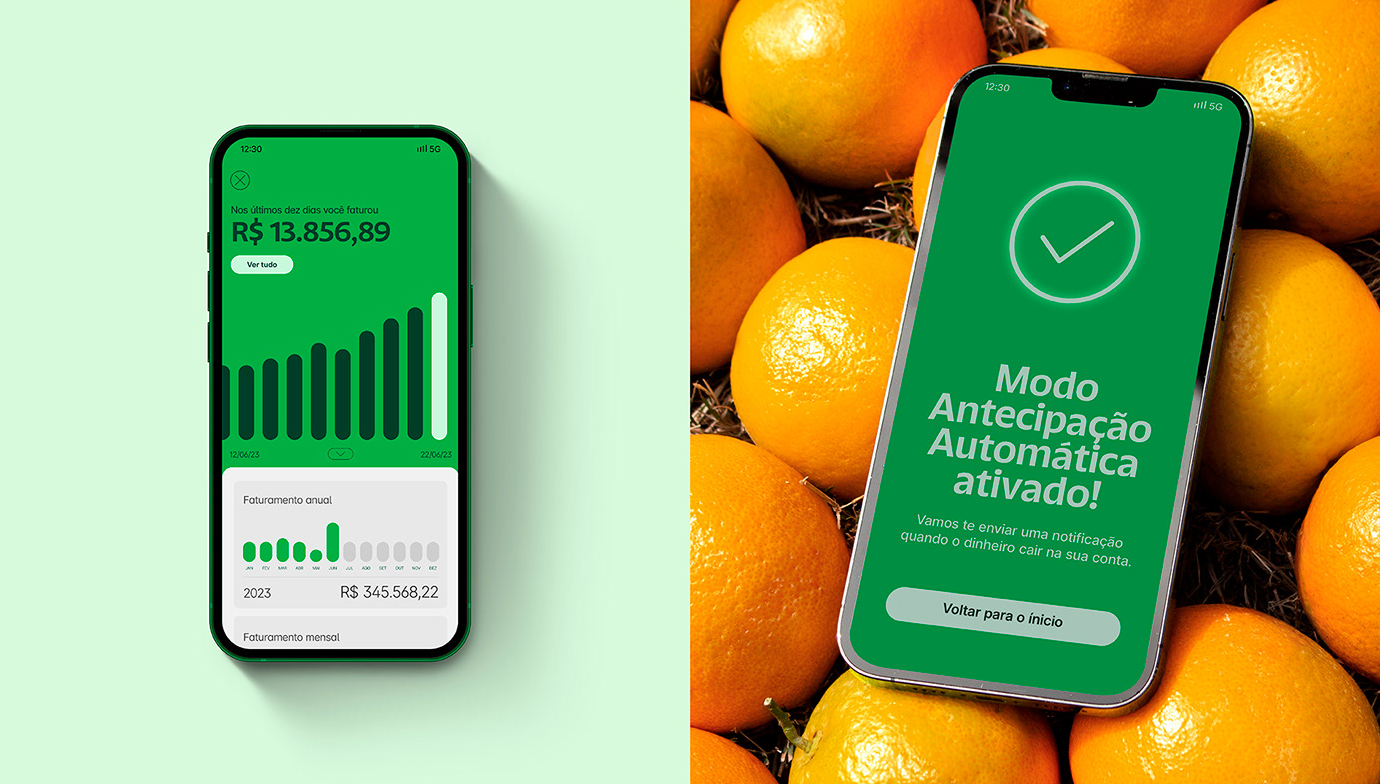 12:30
5G
Nos últimos dez dias você faturou
R$ 13.856,89
Ver tudo
12/06/23
22/06/23
Faturamento anual
JAN FEV MAR ABR MAI JUN JUL AGO SET OUT NOV DEZ
2023
R$ 345.568,22
Faturamento mensal
12:30
5G
Modo
Antecipação
Automática
ativado!
Vamos te enviar uma notificação
quando o dinheiro cair na sua conta.
Voltar para o ínicio